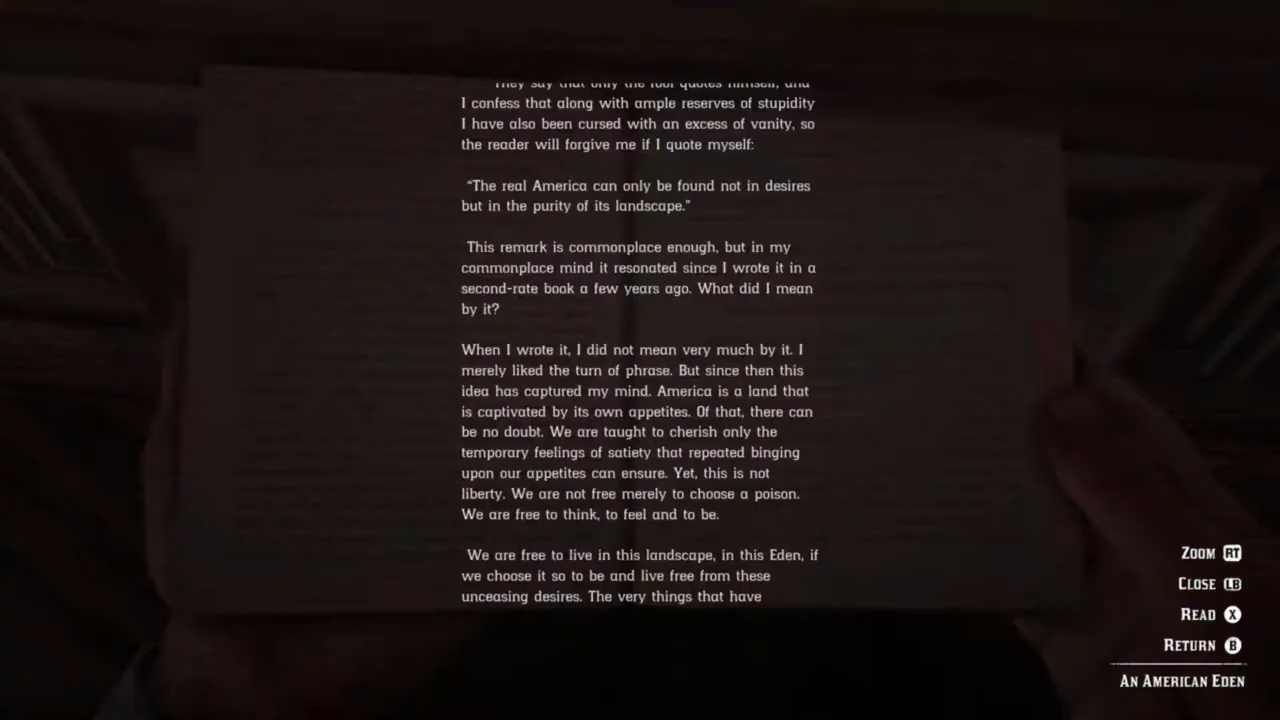 They say that only the fool quotes himself, and
I confess that along with ample reserves of stupidity
I have also been cursed with an excess of vanity, so
the reader will forgive me if I quote myself:
“The real America can only be found not in desires
but in the purity of its landscape.”
This remark is commonplace enough, but in my
commonplace mind it resonated since I wrote it in a
second-rate book a few years ago. What did I mean
by it?
When I wrote it, I did not mean very much by it. I
merely liked the turn of phrase. But since then this
idea has captured my mind. America is a land that
is captivated by its own appetites. Of that, there can
be no doubt. We are taught to cherish only the
temporary feelings of satiety that repeated binging
upon our appetites can ensure. Yet, this is not
liberty. We are not free merely to choose a poison.
We are free to think, to feel and to be.
We are free to live in this landscape, in this Eden, if
we choose it so to be and live free from these
unceasing desires. The very things that have
ZOOM RT
CLOSE LB
READ X
RETURN B
AN AMERICAN EDEN